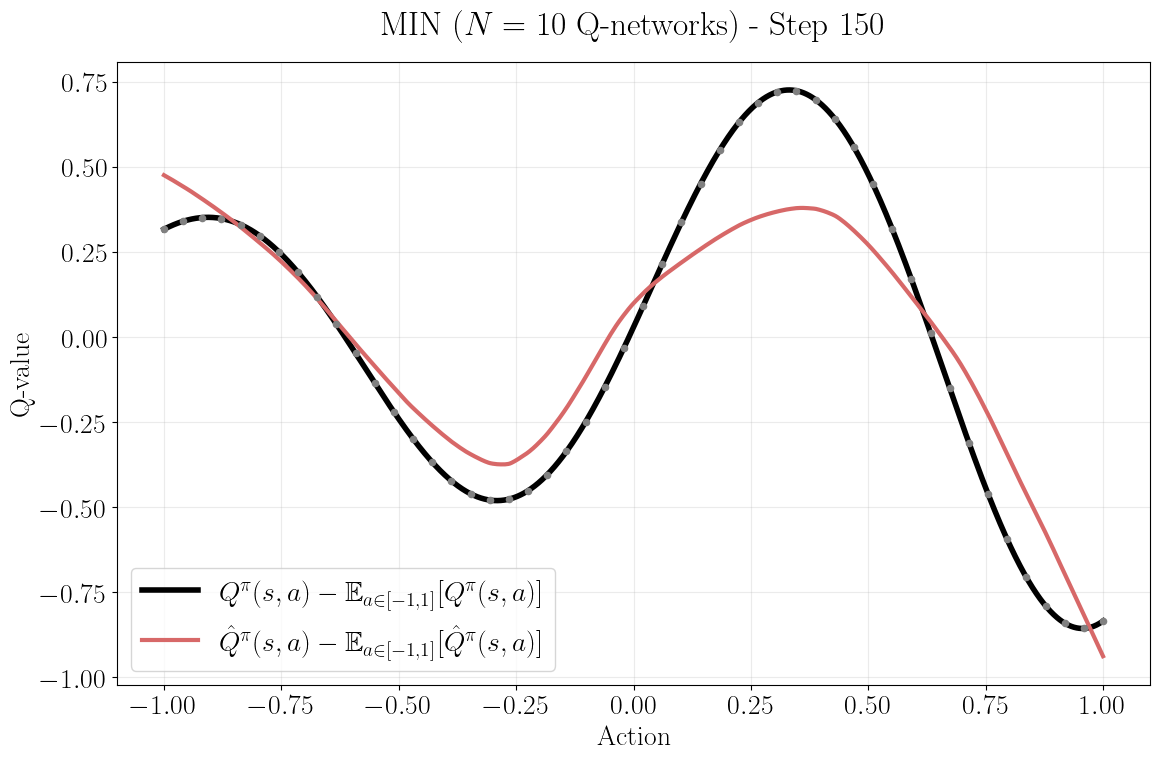 MIN (N = 10 Q-networks) - Step 150
0.75
0.50
0.25
0.00
−0.25
−0.50
−0.75
−1.00
Q-value
Q^π(s, a) − 𝔼_{a∈[−1,1]}[Q^π(s, a)]
Q̂^π(s, a) − 𝔼_{a∈[−1,1]}[Q̂^π(s, a)]
−1.00 −0.75 −0.50 −0.25 0.00 0.25 0.50 0.75 1.00
Action